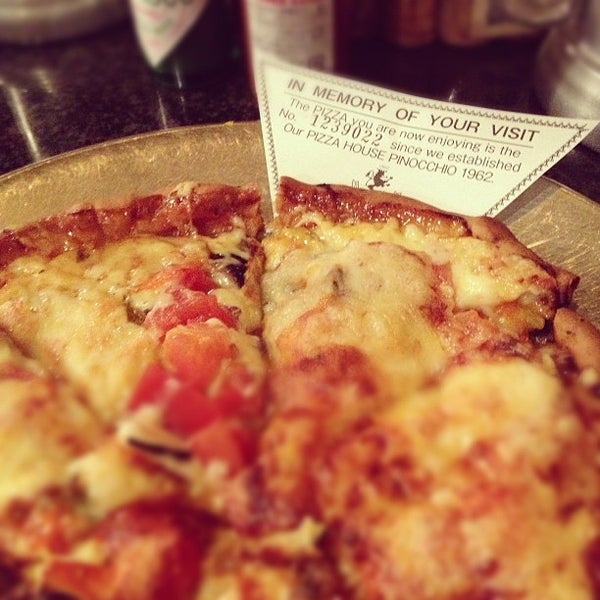 IN MEMORY OF YOUR VISIT
The PIZZA you are now enjoying is the
No. 1239022 since we established
Our PIZZA HOUSE PINOCCHIO 1962.